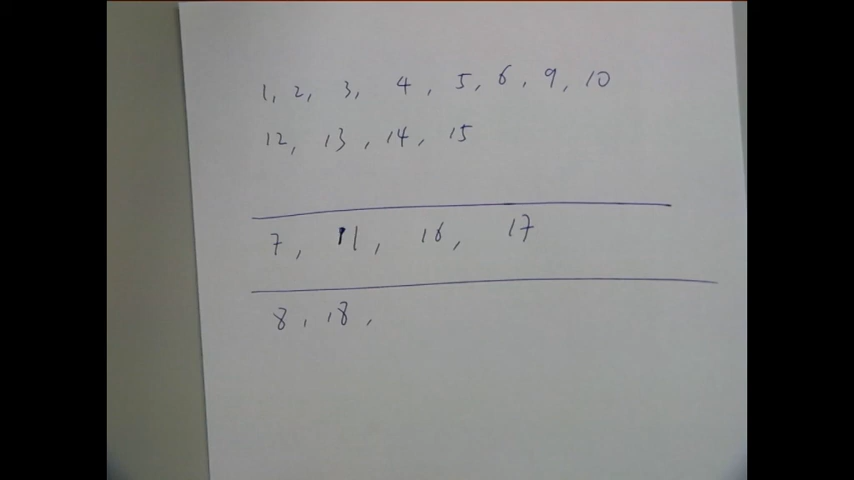 1, 2, 3, 4, 5, 6, 9, 10
12, 13, 14, 15
7, 11, 16, 17
8, 18,